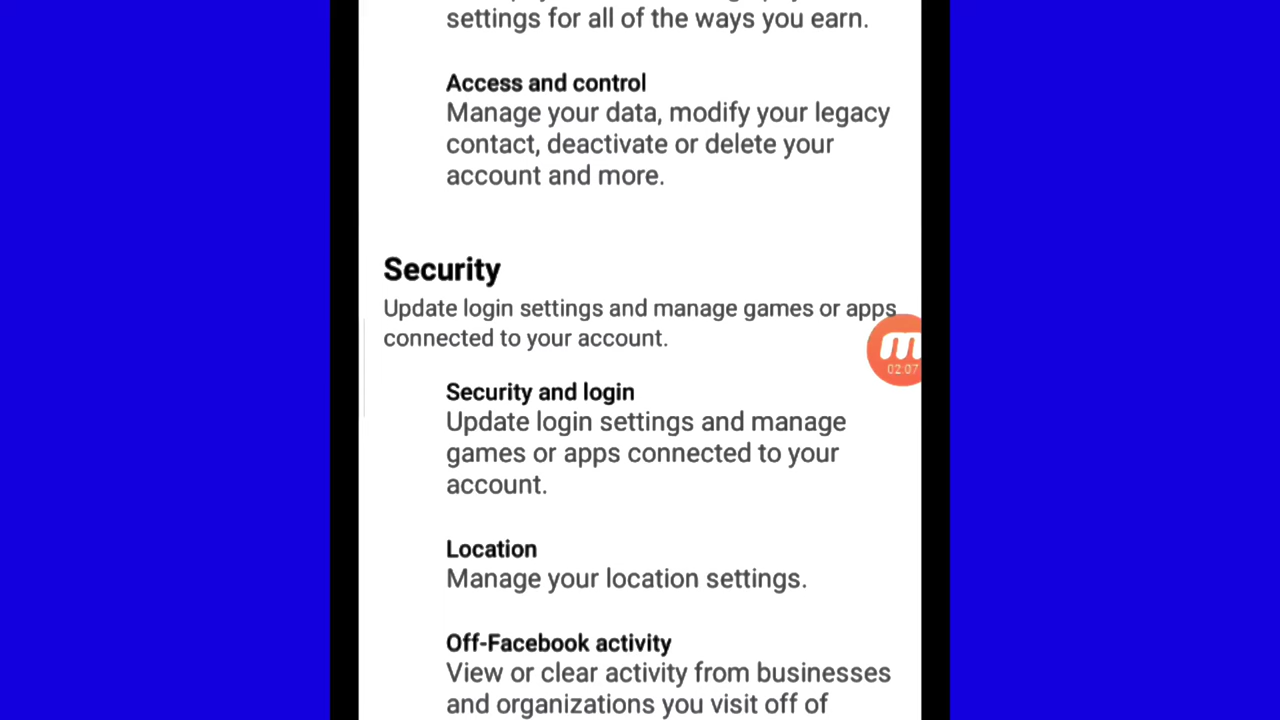 settings for all of the ways you earn.
Access and control
Manage your data, modify your legacy
contact, deactivate or delete your
account and more.
Security
Update login settings and manage games or apps
connected to your account.
02:07
Security and login
Update login settings and manage
games or apps connected to your
account.
Location
Manage your location settings.
Off-Facebook activity
View or clear activity from businesses
and organizations you visit off of